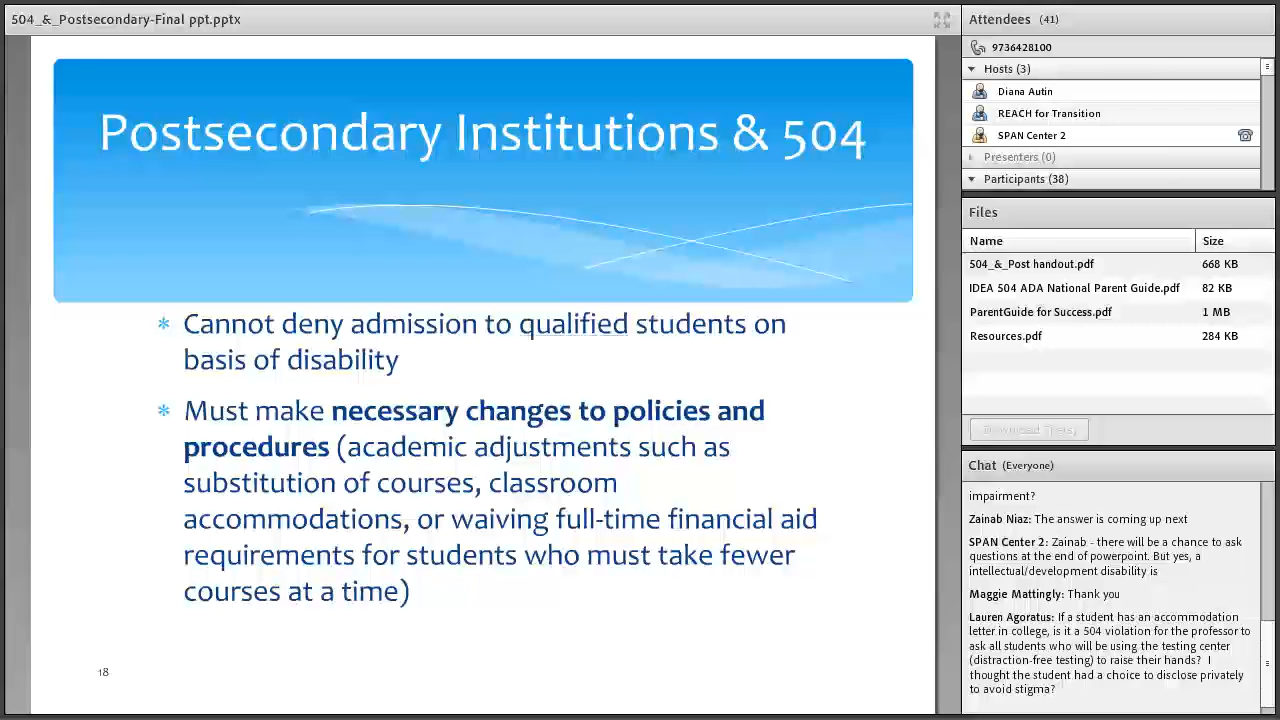 504_&_Postsecondary-Final ppt.pptx
Postsecondary Institutions & 504
* Cannot deny admission to qualified students on
basis of disability
* Must make necessary changes to policies and
procedures (academic adjustments such as
substitution of courses, classroom
accommodations, or waiving full-time financial aid
requirements for students who must take fewer
courses at a time)
18
Attendees (41)
9736428100
Hosts (3)
Diana Autin
REACH for Transition
SPAN Center 2
Presenters (0)
Participants (38)
Files
Name Size
504_&_Post handout.pdf 668 KB
IDEA 504 ADA National Parent Guide.pdf 82 KB
ParentGuide for Success.pdf 1 MB
Resources.pdf 284 KB
Chat (Everyone)
impairment?
Zainab Niaz: The answer is coming up next
SPAN Center 2: Zainab - there will be a chance to ask
questions at the end of powerpoint. But yes, a
intellectual/development disability is
Maggie Mattingly: Thank you
Lauren Agoratus: If a student has an accommodation
letter in college, is it a 504 violation for the professor to
ask all students who will be using the testing center
(distraction-free testing) to raise their hands? I
thought the student had a choice to disclose privately
to avoid stigma?